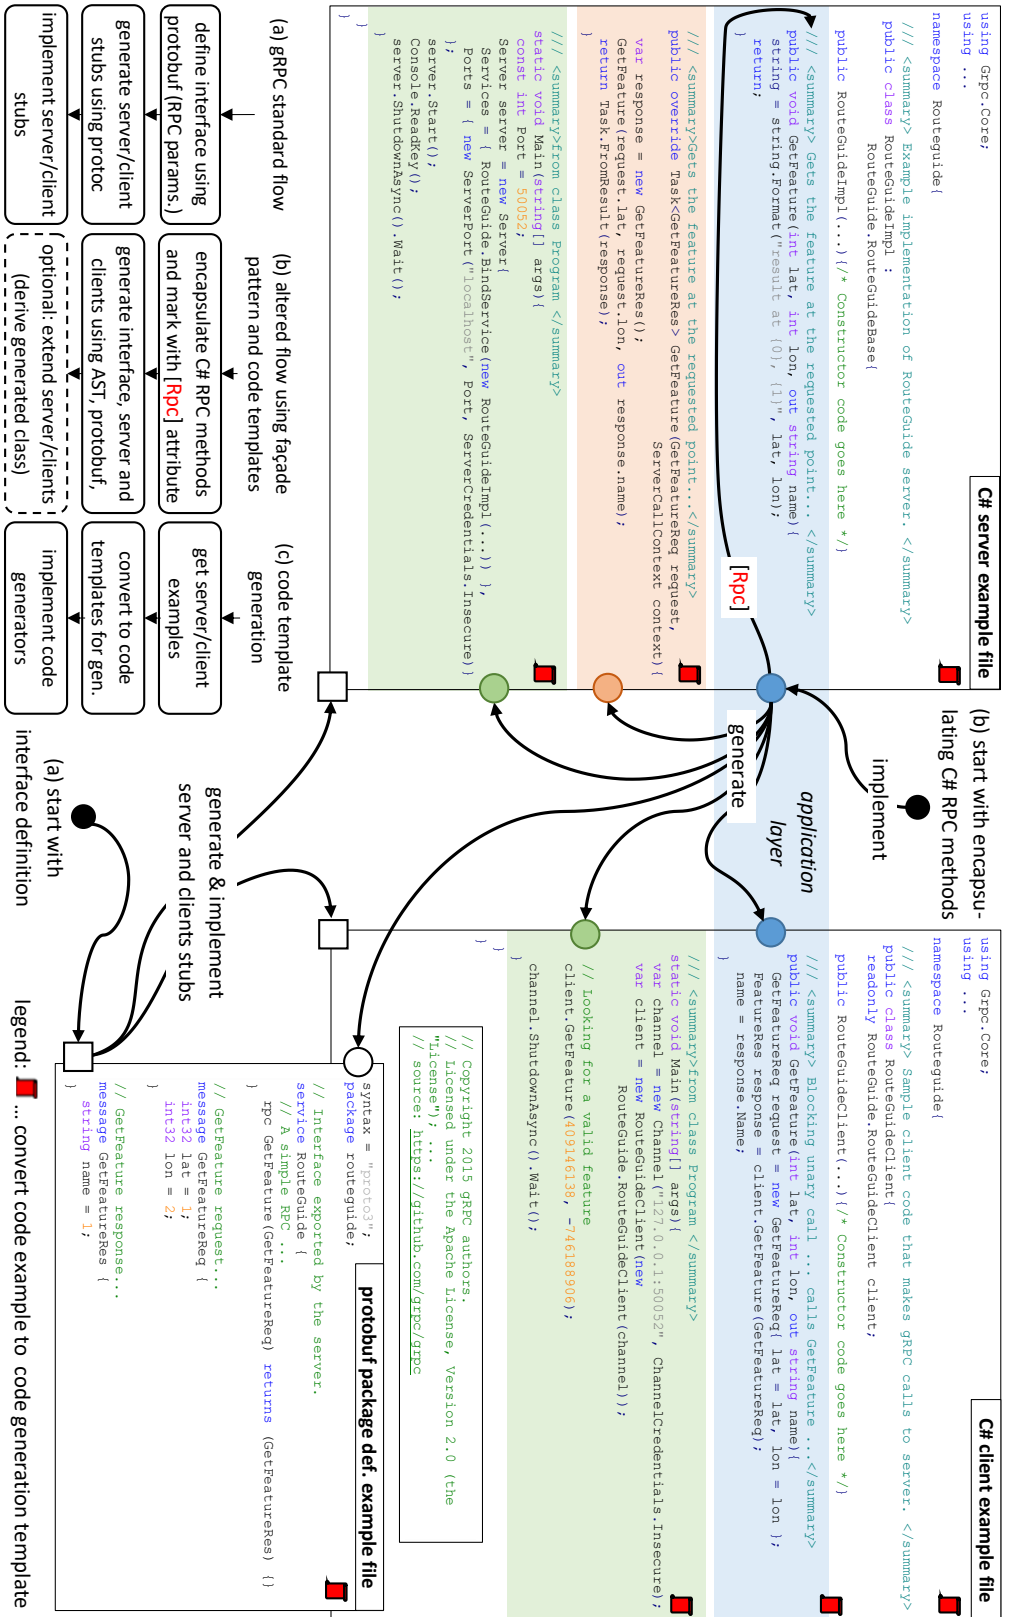 C# server example file
using Grpc.Core;
using ...
namespace Routeguide{
/// <summary> Example implementation of RouteGuide server. </summary>
public class RouteGuideImpl :
RouteGuide.RouteGuideBase{
public RouteGuideImpl(...){/* Constructor code goes here */}
/// <summary> Gets the feature at the requested point... </summary>
public void GetFeature(int lat, int lon, out string name){
string = string.Format("result at {0}, {1}", lat, lon);
return;
}
/// <summary>Gets the feature at the requested point...</summary>
public override Task<GetFeatureRes> GetFeature(GetFeatureReq request,
ServerCallContext context){
var response = new GetFeatureRes();
GetFeature(request.lat, request.lon, out response.name);
return Task.FromResult(response);
}
/// <summary>from class Program </summary>
static void Main(string[] args){
const int Port = 50052;
Server server = new Server{
Services = { RouteGuide.BindService(new RouteGuideImpl(...)) },
Ports = { new ServerPort("localhost", Port, ServerCredentials.Insecure)}
};
server.Start();
Console.ReadKey();
server.ShutdownAsync().Wait();
}
}
}
[Rpc]
(b) start with encapsu-
lating C# RPC methods
implement
application
layer
generate
generate & implement
server and clients stubs
(a) start with
interface definition
C# client example file
using Grpc.Core;
using ...
namespace Routeguide{
/// <summary> Sample client code that makes gRPC calls to server. </summary>
public class RouteGuideClient{
readonly RouteGuide.RouteGuideClient client;
public RouteGuideClient(...){/* Constructor code goes here */}
/// <summary> Blocking unary call ... calls GetFeature ...</summary>
public void GetFeature(int lat, int lon, out string name){
GetFeatureReq request = new GetFeatureReq{ lat = lat, lon = lon };
FeatureRes response = client.GetFeature(GetFeatureReq);
name = response.Name;
}
/// <summary>from class Program </summary>
static void Main(string[] args){
var channel = new Channel("127.0.0.1:50052", ChannelCredentials.Insecure);
var client = new RouteGuideClient(new
RouteGuide.RouteGuideClient(channel));
// Looking for a valid feature
client.GetFeature(409146138, -746188906);
channel.ShutdownAsync().Wait();
}
}
}
// Copyright 2015 gRPC authors.
// Licensed under the Apache License, Version 2.0 (the
"License"); ...
// source: https://github.com/grpc/grpc
protobuf package def. example file
syntax = "proto3";
package routeguide;
// Interface exported by the server.
service RouteGuide {
// A simple RPC ...
rpc GetFeature(GetFeatureReq) returns (GetFeatureRes) {}
}
// GetFeature request...
message GetFeatureReq {
int32 lat = 1;
int32 lon = 2;
}
// GetFeature response...
message GetFeatureRes {
string name = 1;
}
(a) gRPC standard flow
define interface using
protobuf (RPC params.)
generate server/client
stubs using protoc
implement server/client
stubs
(b) altered flow using façade
pattern and code templates
encapsulate C# RPC methods
and mark with [Rpc] attribute
generate interface, server and
clients using AST, protobuf,
optional: extend server/clients
(derive generated class)
(c) code template
generation
get server/client
examples
convert to code
templates for gen.
implement code
generators
legend: ... convert code example to code generation template